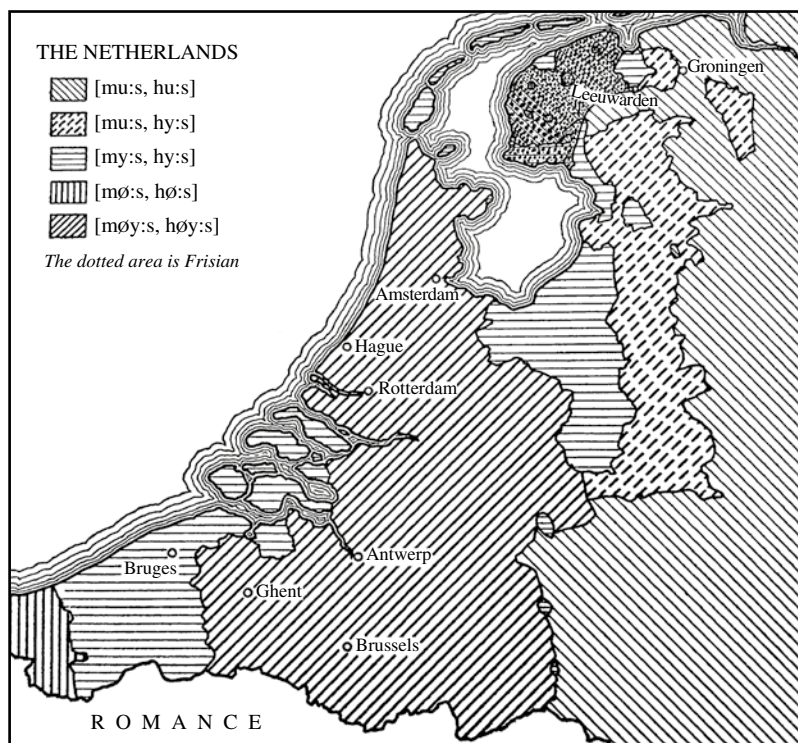 THE NETHERLANDS
[mu:s, hu:s]
[mu:s, hy:s]
[my:s, hy:s]
[mø:s, hø:s]
[møy:s, høy:s]
The dotted area is Frisian
Groningen
Leeuwarden
Amsterdam
Hague
Rotterdam
Antwerp
Bruges
Ghent
Brussels
ROMANCE